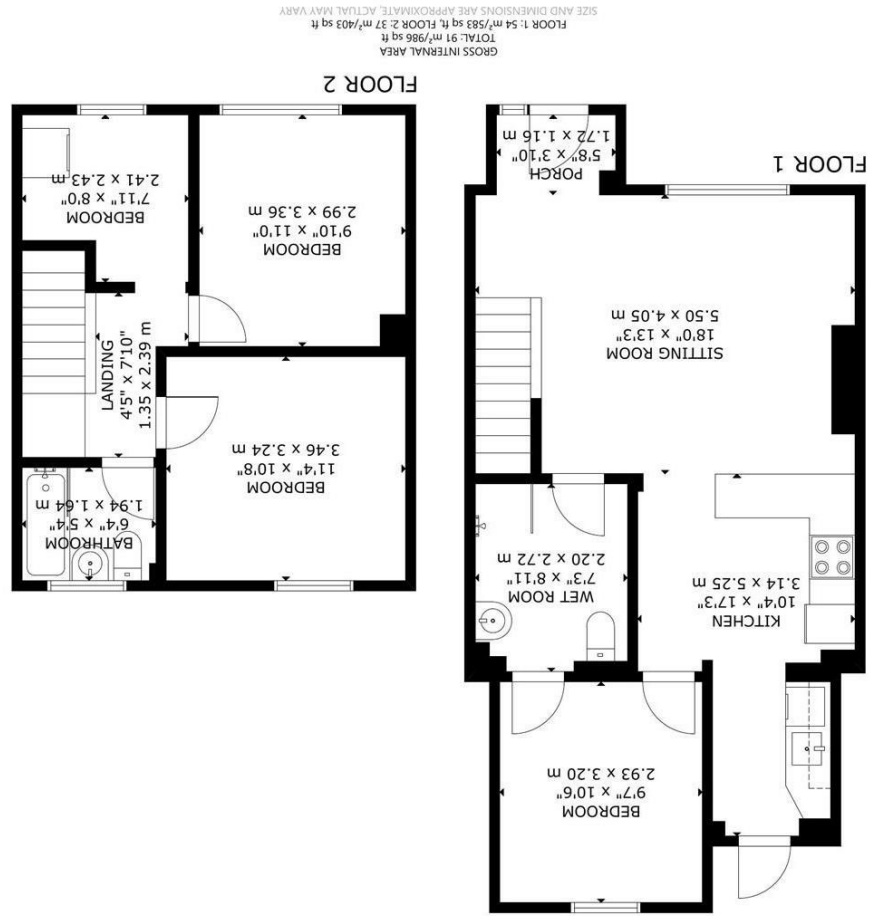 FLOOR 1
PORCH
5'8" x 3'10"
1.72 x 1.16 m
SITTING ROOM
18'0" x 13'3"
5.50 x 4.05 m
KITCHEN
10'4" x 17'3"
3.14 x 5.25 m
WET ROOM
7'3" x 8'11"
2.20 x 2.72 m
BEDROOM
9'7" x 10'6"
2.93 x 3.20 m
FLOOR 2
BEDROOM
9'10" x 11'0"
2.99 x 3.36 m
BEDROOM
7'11" x 8'0"
2.41 x 2.43 m
LANDING
4'5" x 7'10"
1.35 x 2.39 m
BEDROOM
11'4" x 10'8"
3.46 x 3.24 m
BATHROOM
6'4" x 5'4"
1.94 x 1.64 m
GROSS INTERNAL AREA
TOTAL: 91 m²/986 sq ft
FLOOR 1: 54 m²/583 sq ft, FLOOR 2: 37 m²/403 sq ft
SIZE AND DIMENSIONS ARE APPROXIMATE, ACTUAL MAY VARY